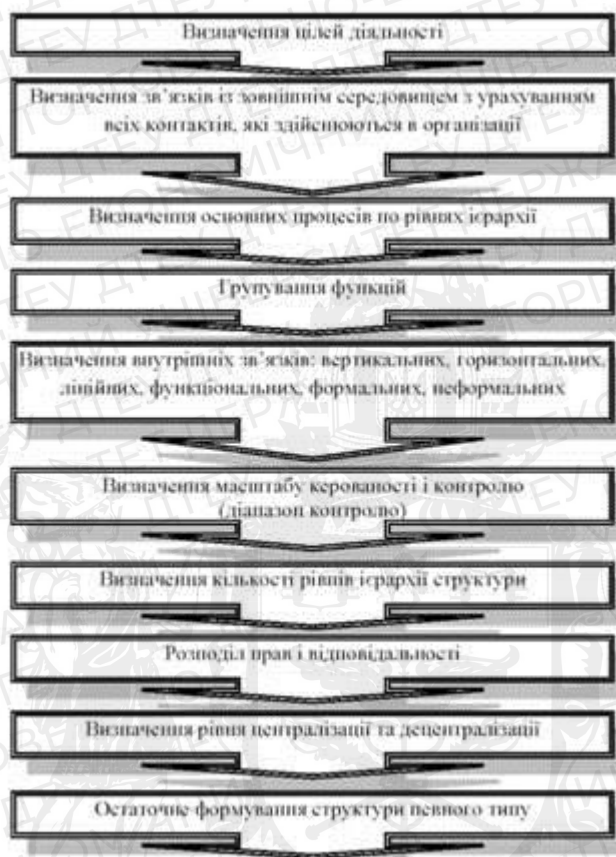 Визначення цілей діяльності
Визначення зв’язків із зовнішнім середовищем з урахуванням
всіх контактів, які здійснюються в організації
Визначення основних процесів по рівнях ієрархії
Групування функцій
Визначення внутрішніх зв’язків: вертикальних, горизонтальних,
лінійних, функціональних, формальних, неформальних
Визначення масштабу керованості і контролю
(діапазон контролю)
Визначення кількості рівнів ієрархії структури
Розподіл прав і відповідальності
Визначення рівня централізації та децентралізації
Остаточне формування структури певного типу